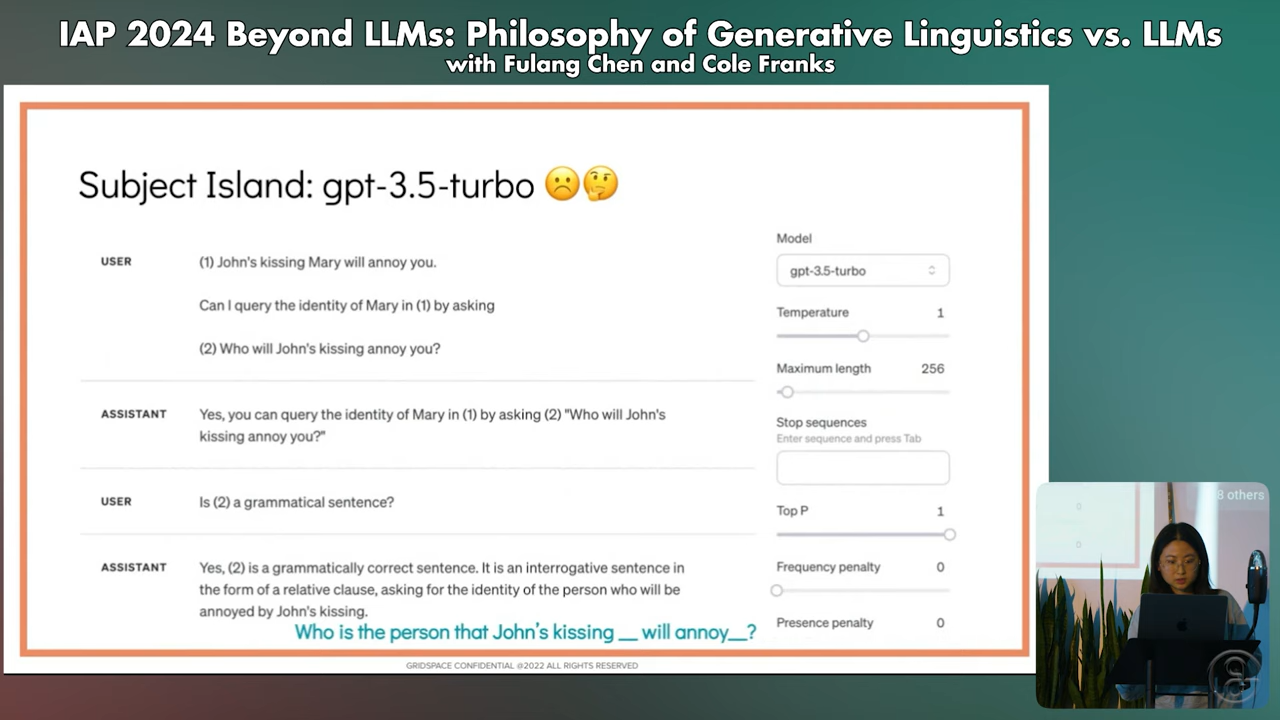 IAP 2024 Beyond LLMs: Philosophy of Generative Linguistics vs. LLMs
with Fulang Chen and Cole Franks
Subject Island: gpt-3.5-turbo ☹️🤔
USER
(1) John's kissing Mary will annoy you.
Can I query the identity of Mary in (1) by asking
(2) Who will John's kissing annoy you?
ASSISTANT
Yes, you can query the identity of Mary in (1) by asking (2) "Who will John's
kissing annoy you?"
USER
Is (2) a grammatical sentence?
ASSISTANT
Yes, (2) is a grammatically correct sentence. It is an interrogative sentence in
the form of a relative clause, asking for the identity of the person who will be
annoyed by John's kissing.
Who is the person that John's kissing __ will annoy__?
Model
gpt-3.5-turbo
Temperature 1
Maximum length 256
Stop sequences
Enter sequence and press Tab
Top P 1
Frequency penalty 0
Presence penalty 0
GRIDSPACE CONFIDENTIAL @2022 ALL RIGHTS RESERVED
8 others
0
0